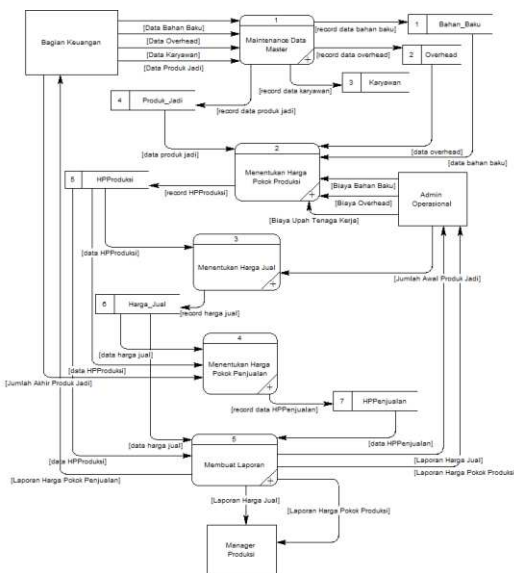 Bagian Keuangan
[Data Bahan Baku]
[Data Overhead]
[Data Karyawan]
[Data Produk Jadi]
1
Maintenance Data
Master
[record data bahan baku]
1 Bahan_Baku
[record data overhead]
2 Overhead
[record data karyawan]
3 Karyawan
4 Produk_Jadi
[record data produk jadi]
[data produk jadi]
2
Menentukan Harga
Pokok Produksi
[data overhead]
[data bahan baku]
5 HPProduksi
[record HPProduksi]
[Biaya Bahan Baku]
[Biaya Overhead]
[Biaya Upah Tenaga Kerja]
Admin
Operasional
3
Menentukan Harga Jual
[data HPProduksi]
[Jumlah Awal Produk Jadi]
6 Harga_Jual
[record harga jual]
4
Menentukan Harga
Pokok Penjualan
[data harga jual]
[data HPProduksi]
[Jumlah Akhir Produk Jadi]
[record data HPPenjualan]
7 HPPenjualan
[data HPPenjualan]
5
Membuat Laporan
[data harga jual]
[data HPProduksi]
[Laporan Harga Pokok Penjualan]
[Laporan Harga Jual]
[Laporan Harga Pokok Produksi]
[Laporan Harga Jual]
[Laporan Harga Pokok Produksi]
Manager
Produksi